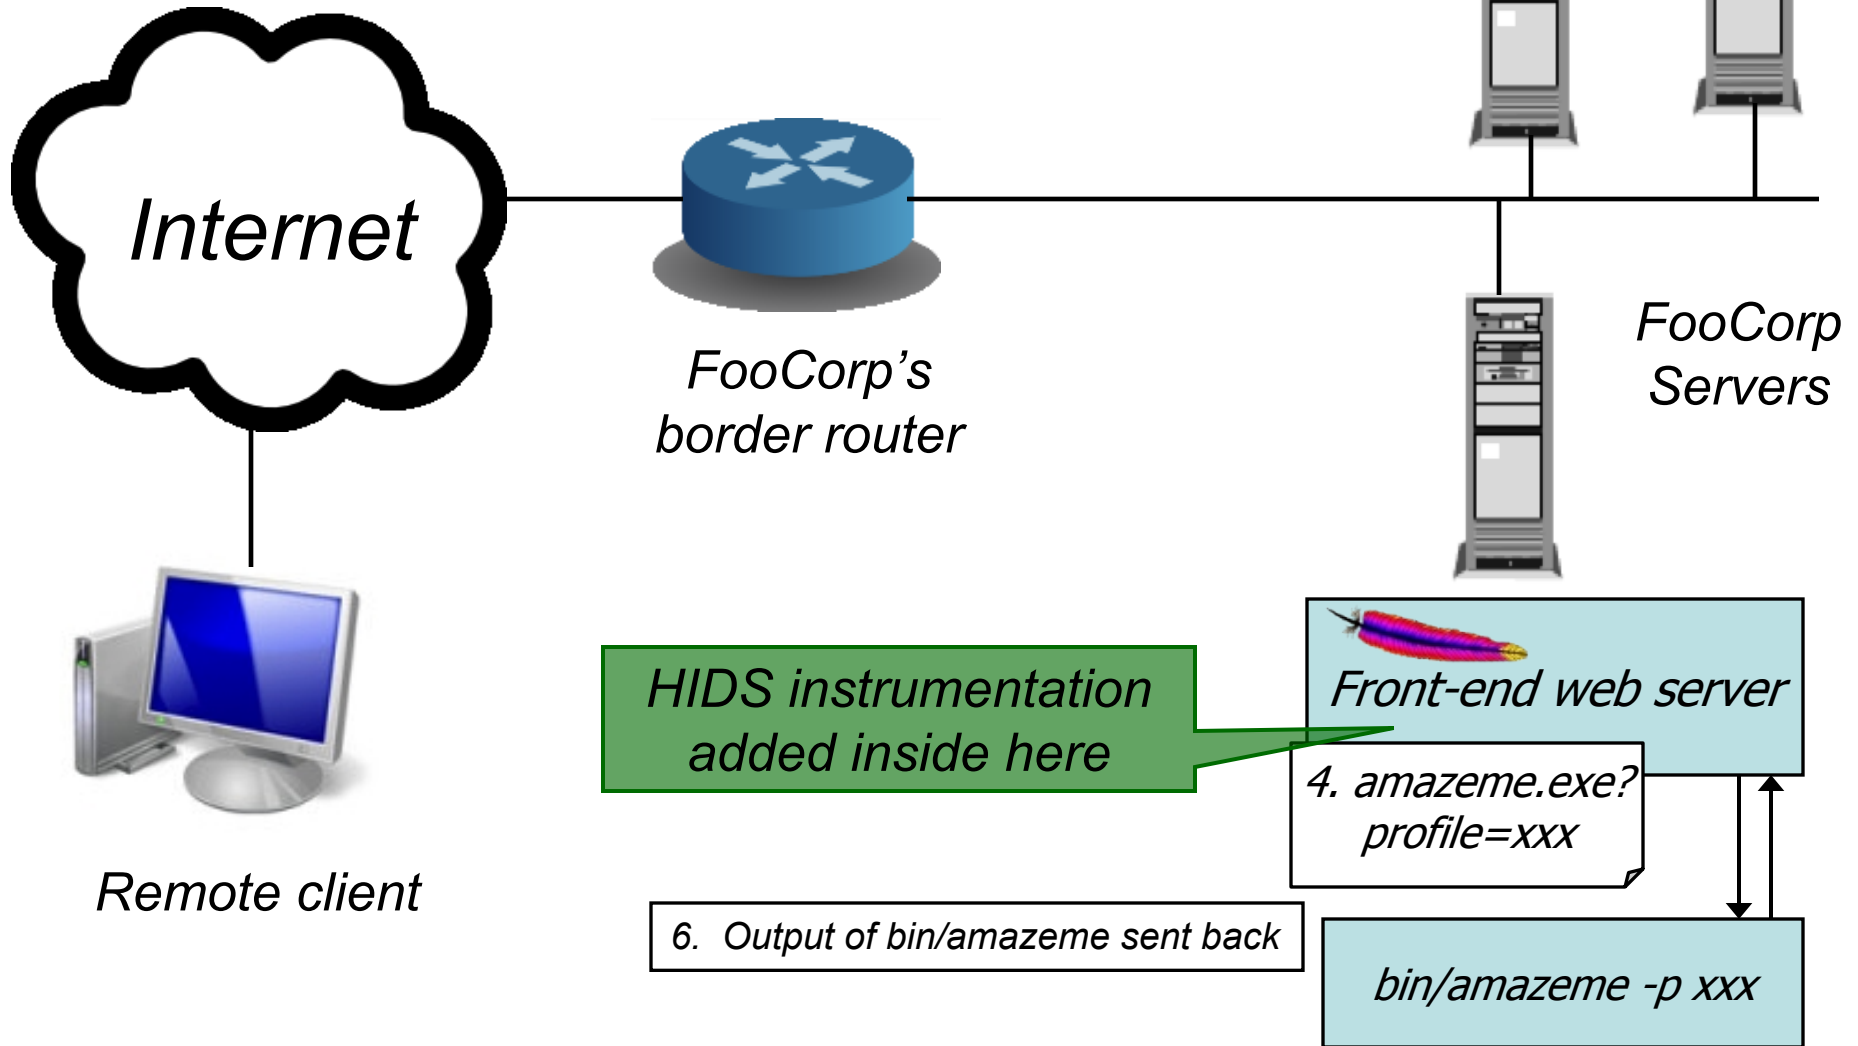 Internet
FooCorp's
border router
FooCorp
Servers
Remote client
HIDS instrumentation
added inside here
Front-end web server
4. amazeme.exe?
profile=xxx
6. Output of bin/amazeme sent back
bin/amazeme -p xxx